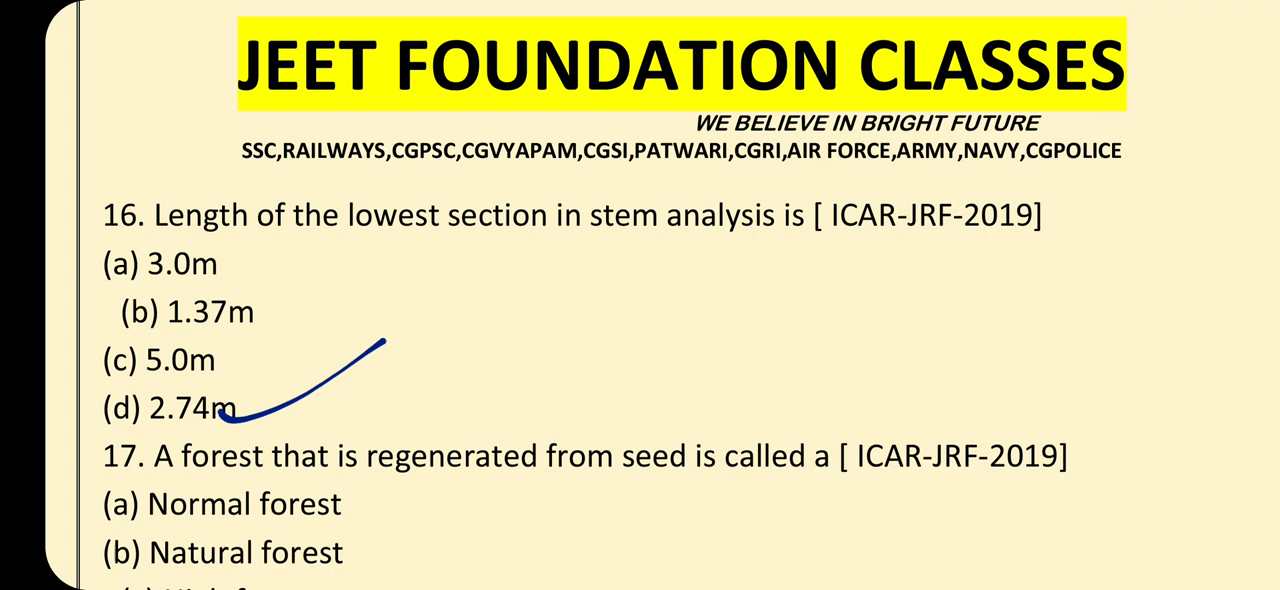 JEET FOUNDATION CLASSES
WE BELIEVE IN BRIGHT FUTURE
SSC,RAILWAYS,CGPSC,CGVYAPAM,CGSI,PATWARI,CGRI,AIR FORCE,ARMY,NAVY,CGPOLICE
16. Length of the lowest section in stem analysis is [ ICAR-JRF-2019]
(a) 3.0m
(b) 1.37m
(c) 5.0m
(d) 2.74m
17. A forest that is regenerated from seed is called a [ ICAR-JRF-2019]
(a) Normal forest
(b) Natural forest